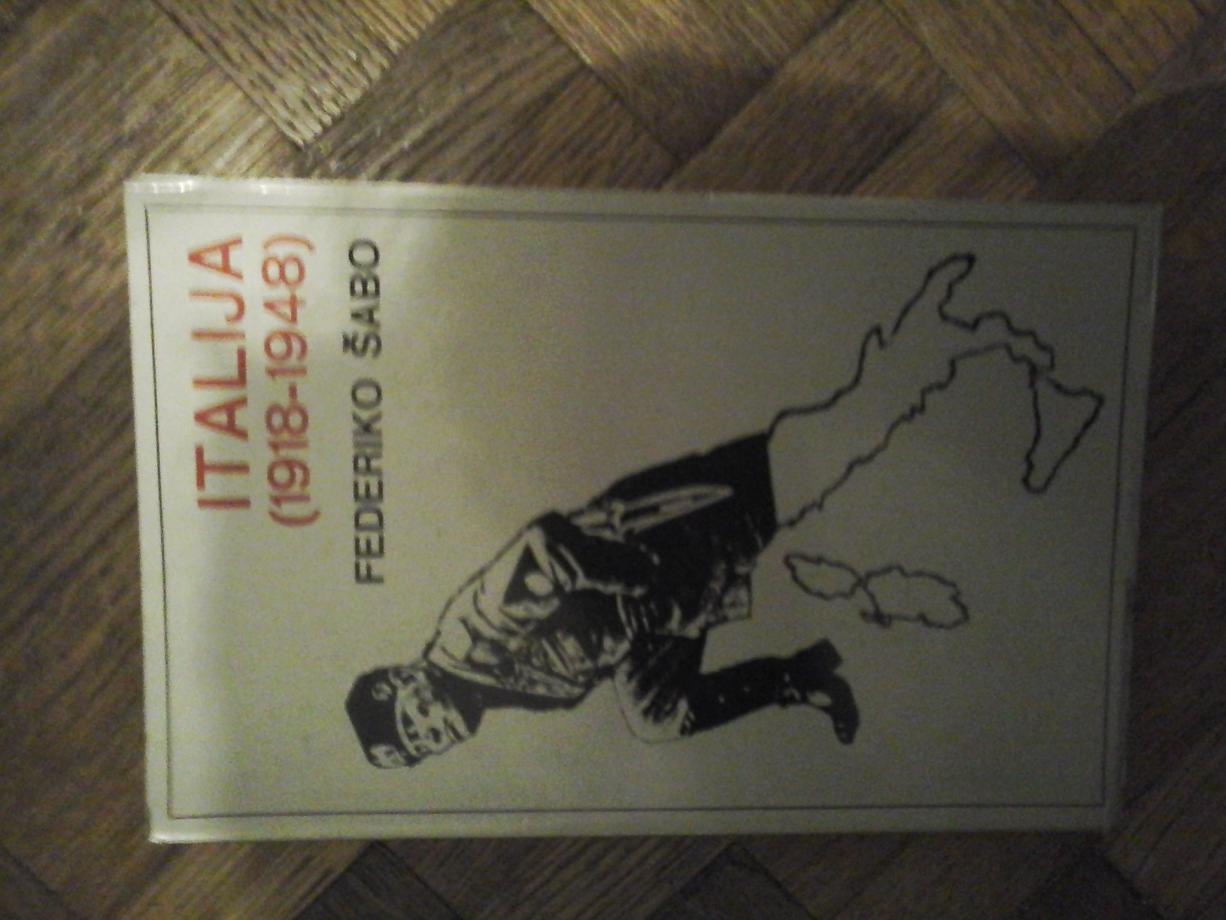 ITALIJA
(1918-1948)
FEDERIKO ŠABO